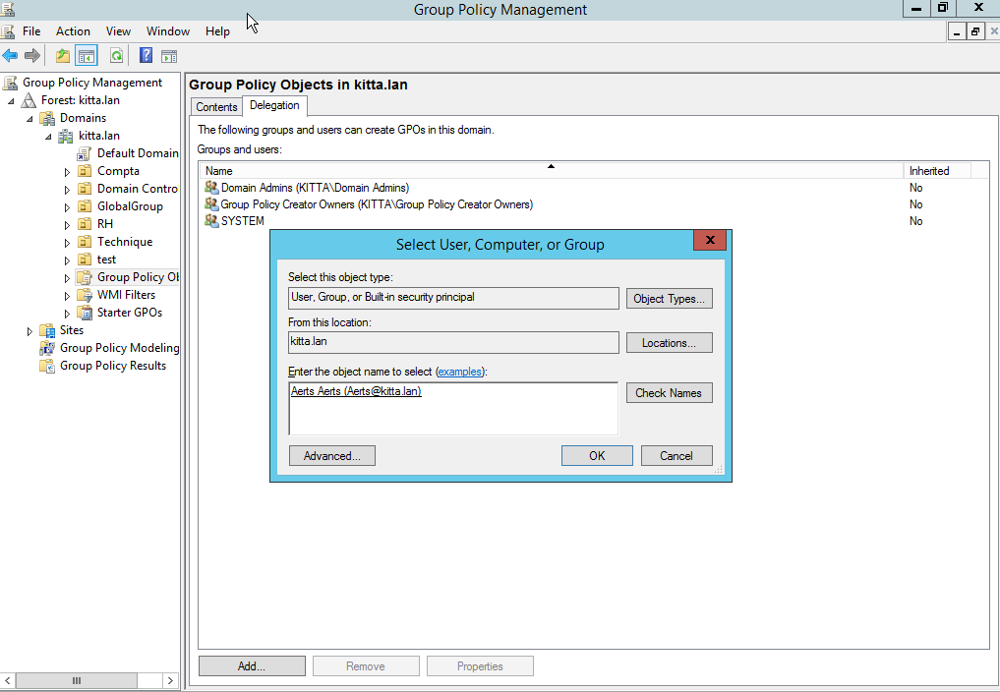 Group Policy Management
File Action View Window Help
Group Policy Management
Forest: kitta.lan
Domains
kitta.lan
Default Domain
Compta
Domain Contro
GlobalGroup
RH
Technique
test
Group Policy Ob
WMI Filters
Starter GPOs
Sites
Group Policy Modeling
Group Policy Results
Group Policy Objects in kitta.lan
Contents Delegation
The following groups and users can create GPOs in this domain.
Groups and users:
Name Inherited
Domain Admins (KITTA\Domain Admins) No
Group Policy Creator Owners (KITTA\Group Policy Creator Owners) No
SYSTEM No
Select User, Computer, or Group
Select this object type:
User, Group, or Built-in security principal Object Types...
From this location:
kitta.lan Locations...
Enter the object name to select (examples):
Aerts Aerts (Aerts@kitta.lan) Check Names
Advanced... OK Cancel
Add... Remove Properties